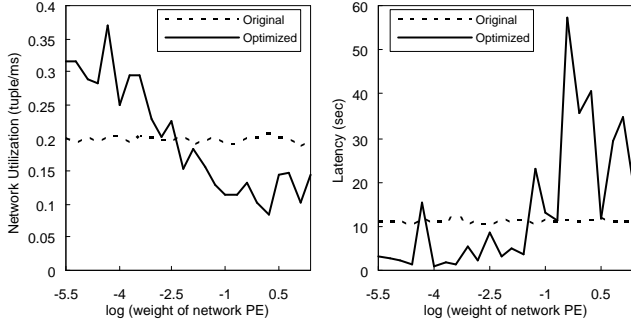 Network Utilization (tuple/ms)
0.4
0.35
0.3
0.25
0.2
0.15
0.1
0.05
0
Original
Optimized
-5.5 -4 -2.5 -1 0.5
log (weight of network PE)
Latency (sec)
60
50
40
30
20
10
0
Original
Optimized
-5.5 -4 -2.5 -1 0.5
log (weight of network PE)